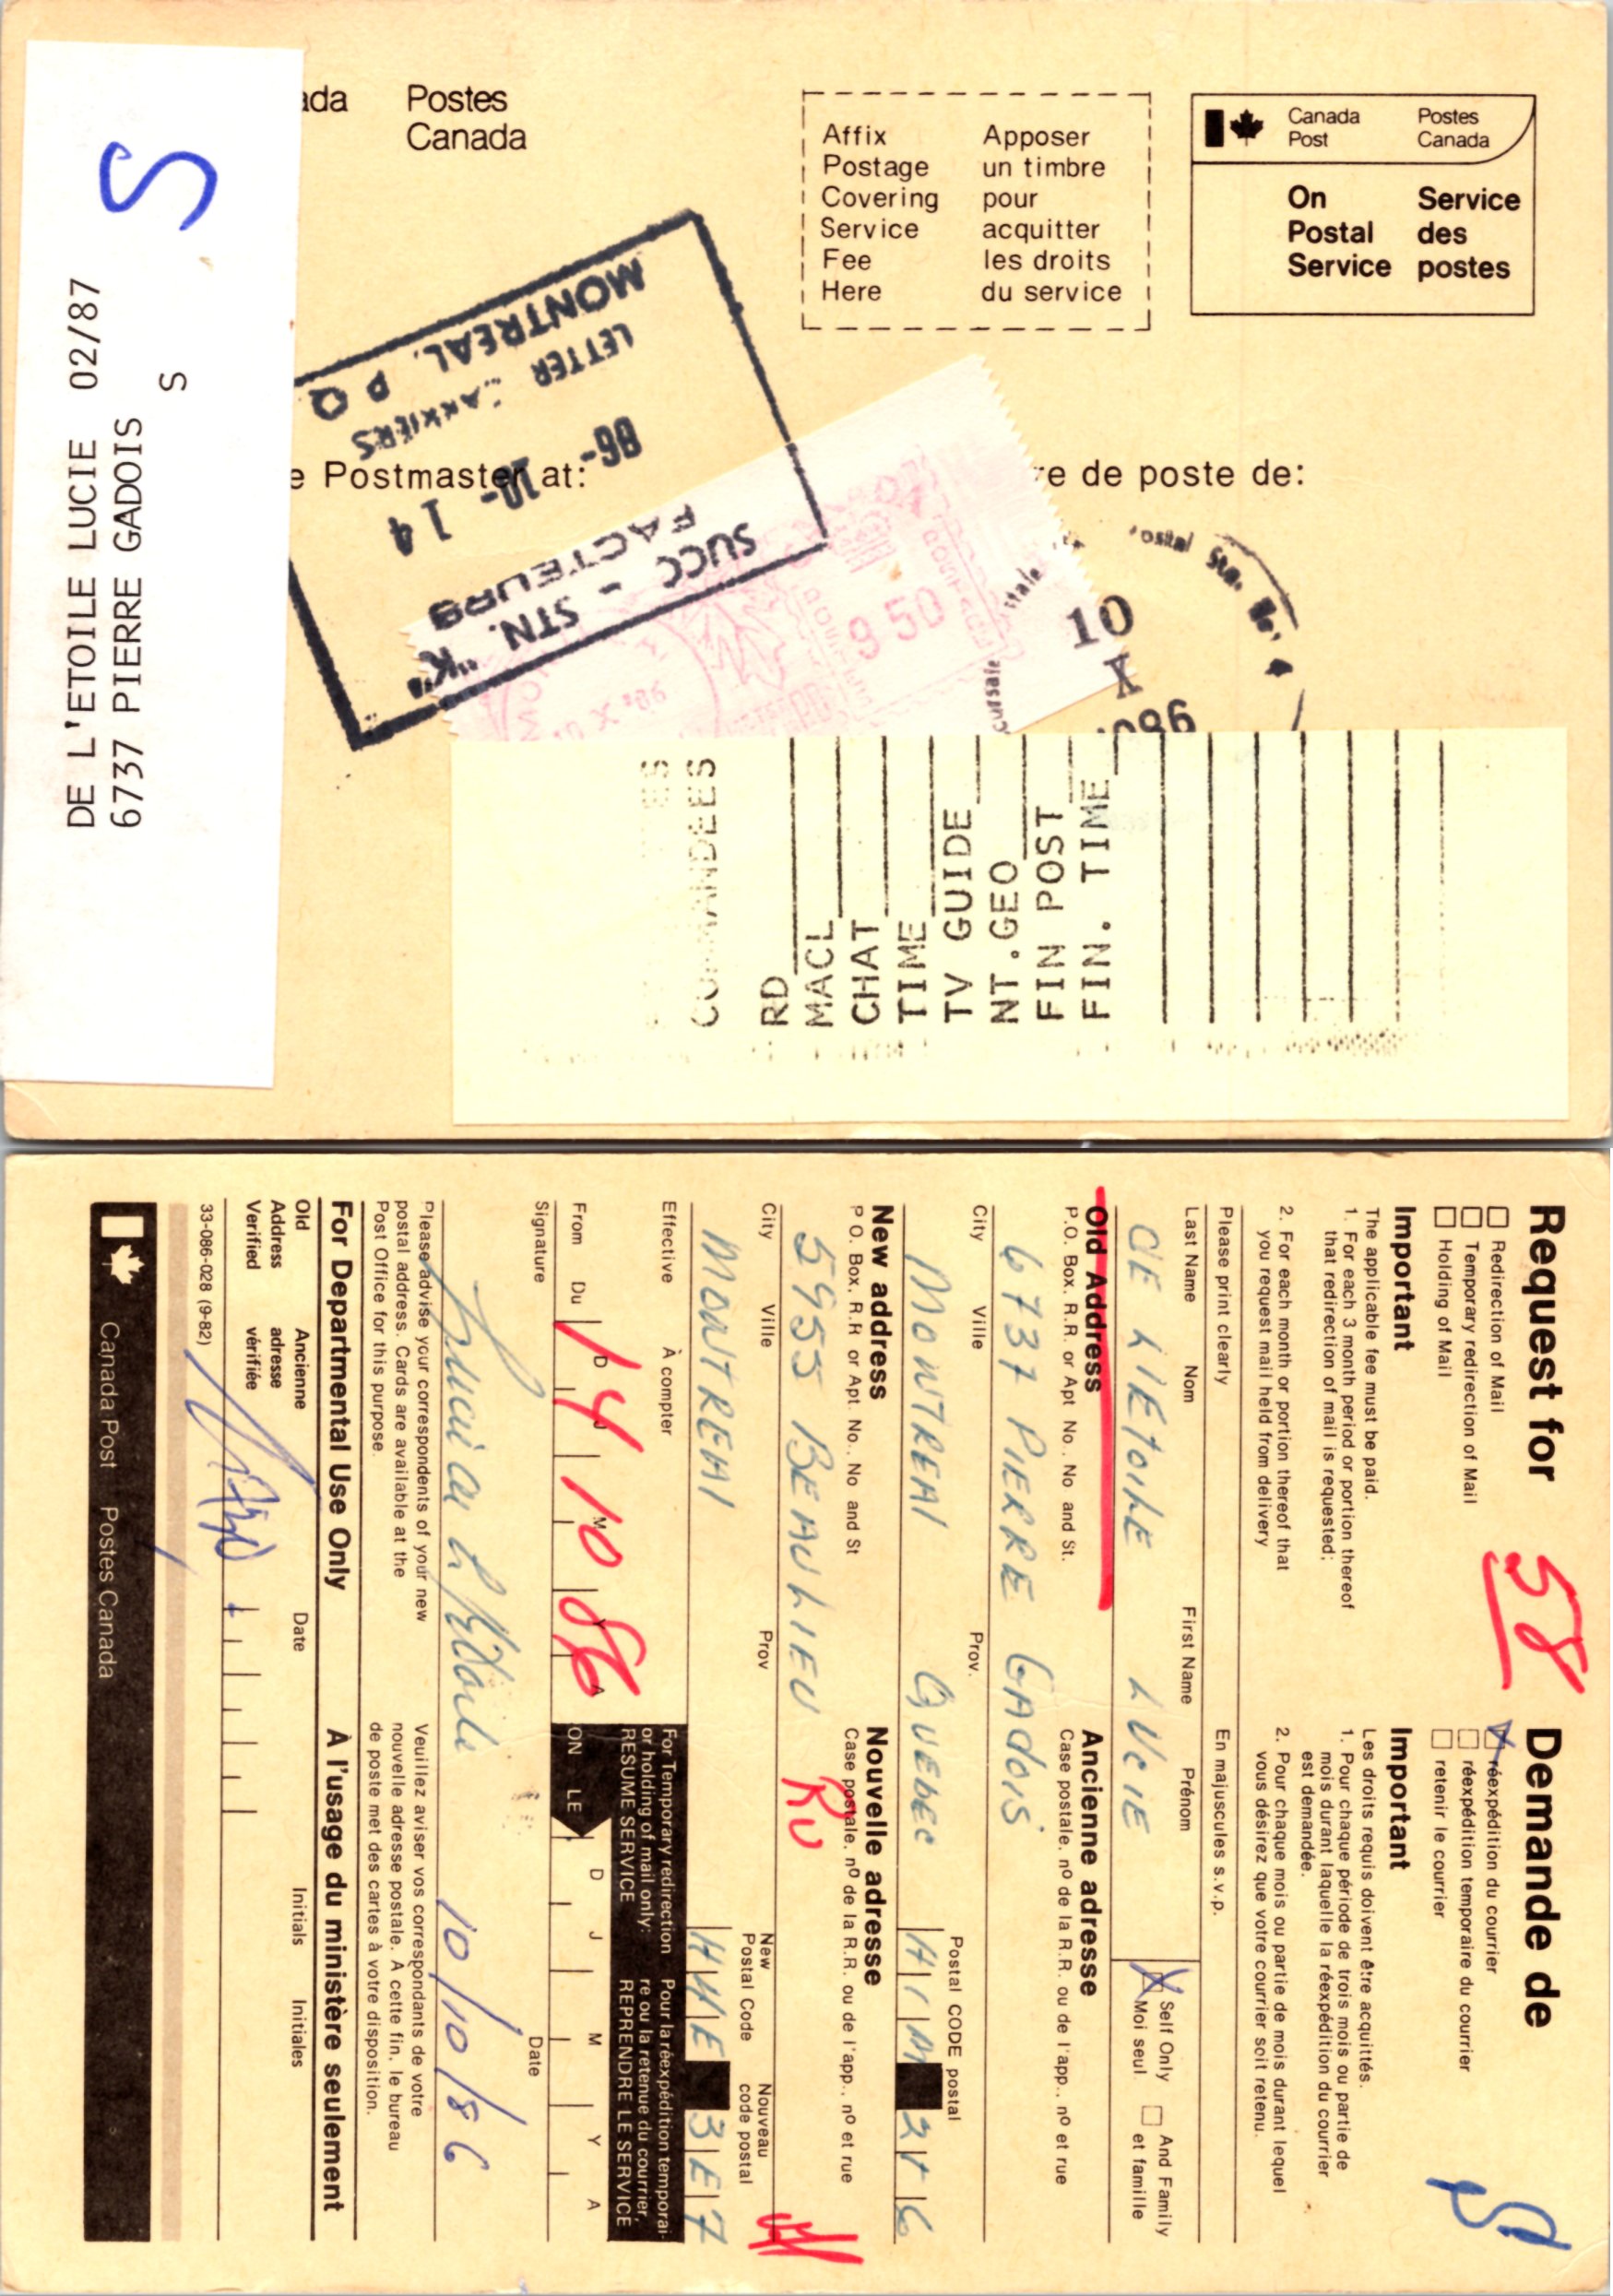 DE L'ETOILE LUCIE 02/87
6737 PIERRE GADOIS
S
S
ada
Postes
Canada
Affix
Postage
Covering
Service
Fee
Here
Apposer
un timbre
pour
acquitter
les droits
du service
Canada
Post
Postes
Canada
On
Postal
Service
Service
des
postes
e Postmaster at:
re de poste de:
MONTREAL, P Q
LETTER CARRIERS
86-10-14
FACTEURS
SUCC - STN. "K"
9 50
10
X
RD
MACL
CHAT
TIME
TV GUIDE
NT.GEO
FIN POST
FIN. TIME
Request for
58
Demande de
Redirection of Mail
Temporary redirection of Mail
Holding of Mail
réexpédition du courrier
réexpédition temporaire du courrier
retenir le courrier
Important
The applicable fee must be paid.
1. For each 3 month period or portion thereof
that redirection of mail is requested;
2. For each month or portion thereof that
you request mail held from delivery
Important
Les droits requis doivent être acquittés.
1. Pour chaque période de trois mois ou partie de
mois durant laquelle la réexpédition du courrier
est demandée.
2. Pour chaque mois ou partie de mois durant lequel
vous désirez que votre courrier soit retenu.
Please print clearly
En majuscules s.v.p.
Last Name Nom First Name Prénom
DE L'EtOILE LUCIE
Self Only
Moi seul
And Family
et famille
Old Address
P.O. Box. R.R. or Apt No., No and St.
Ancienne adresse
Case postale. nº de la R.R. ou de l'app., nº et rue
6737 PIERRE GAdOIS
City Ville Prov. Postal CODE postal
MONTREAL QUEBEC H1M 2Y6
New address
P O. Box, R.R or Apt. No., No and St
Nouvelle adresse
Case postale. nº de la R.R. ou de l'app., nº et rue
5955 BEAULIEU
City Ville Prov
New
Postal Code
Nouveau
code postal
MONTREAL H4E 3E7
Effective À compter
For Temporary redirection
or holding of mail only:
RESUME SERVICE
Pour la réexpédition temporai-
re ou la retenue du courrier,
REPRENDRE LE SERVICE
From Du D J M Y A
14 10 86
ON LE D J M Y A
Signature
Date
Lucie de l'Etoile 10/10/86
Please advise your correspondents of your new
postal address. Cards are available at the
Post Office for this purpose.
Veuillez aviser vos correspondants de votre
nouvelle adresse postale. À cette fin, le bureau
de poste met des cartes à votre disposition.
For Departmental Use Only
À l'usage du ministère seulement
Old
Address
Verified
Ancienne
adresse
vérifiée
Date
Initials Initiales
33-086-028 (9-82)
Canada Post Postes Canada